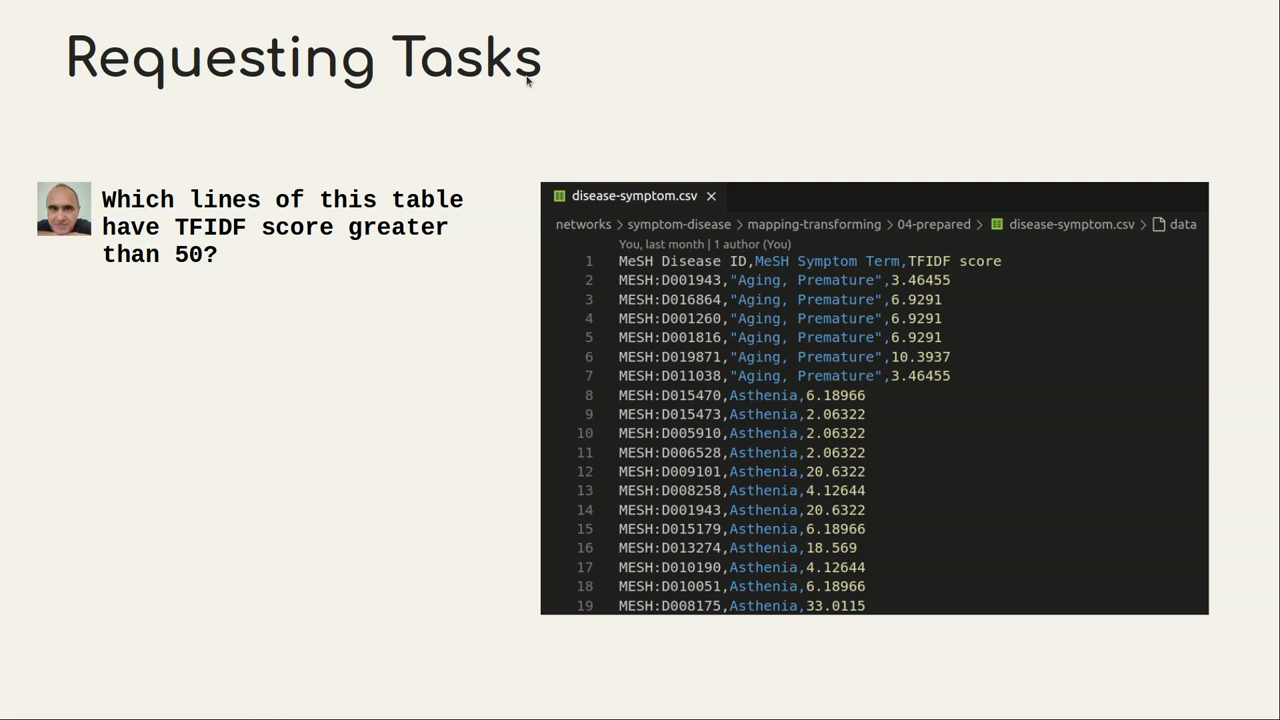 Requesting Tasks
Which lines of this table
have TFIDF score greater
than 50?
disease-symptom.csv
networks > symptom-disease > mapping-transforming > 04-prepared > disease-symptom.csv > data
You, last month | 1 author (You)
1 MeSH Disease ID,MeSH Symptom Term,TFIDF score
2 MESH:D001943,"Aging, Premature",3.46455
3 MESH:D016864,"Aging, Premature",6.9291
4 MESH:D001260,"Aging, Premature",6.9291
5 MESH:D001816,"Aging, Premature",6.9291
6 MESH:D019871,"Aging, Premature",10.3937
7 MESH:D011038,"Aging, Premature",3.46455
8 MESH:D015470,Asthenia,6.18966
9 MESH:D015473,Asthenia,2.06322
10 MESH:D005910,Asthenia,2.06322
11 MESH:D006528,Asthenia,2.06322
12 MESH:D009101,Asthenia,20.6322
13 MESH:D008258,Asthenia,4.12644
14 MESH:D001943,Asthenia,20.6322
15 MESH:D015179,Asthenia,6.18966
16 MESH:D013274,Asthenia,18.569
17 MESH:D010190,Asthenia,4.12644
18 MESH:D010051,Asthenia,6.18966
19 MESH:D008175,Asthenia,33.0115